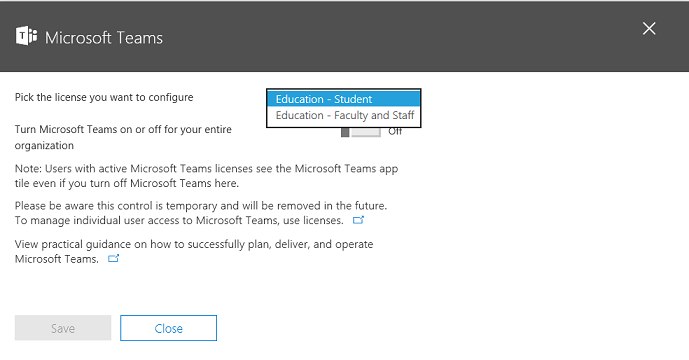 Microsoft Teams
Pick the license you want to configure
Education - Student
Education - Faculty and Staff
Turn Microsoft Teams on or off for your entire
organization
Off
Note: Users with active Microsoft Teams licenses see the Microsoft Teams app
tile even if you turn off Microsoft Teams here.
Please be aware this control is temporary and will be removed in the future.
To manage individual user access to Microsoft Teams, use licenses.
View practical guidance on how to successfully plan, deliver, and operate
Microsoft Teams.
Save
Close